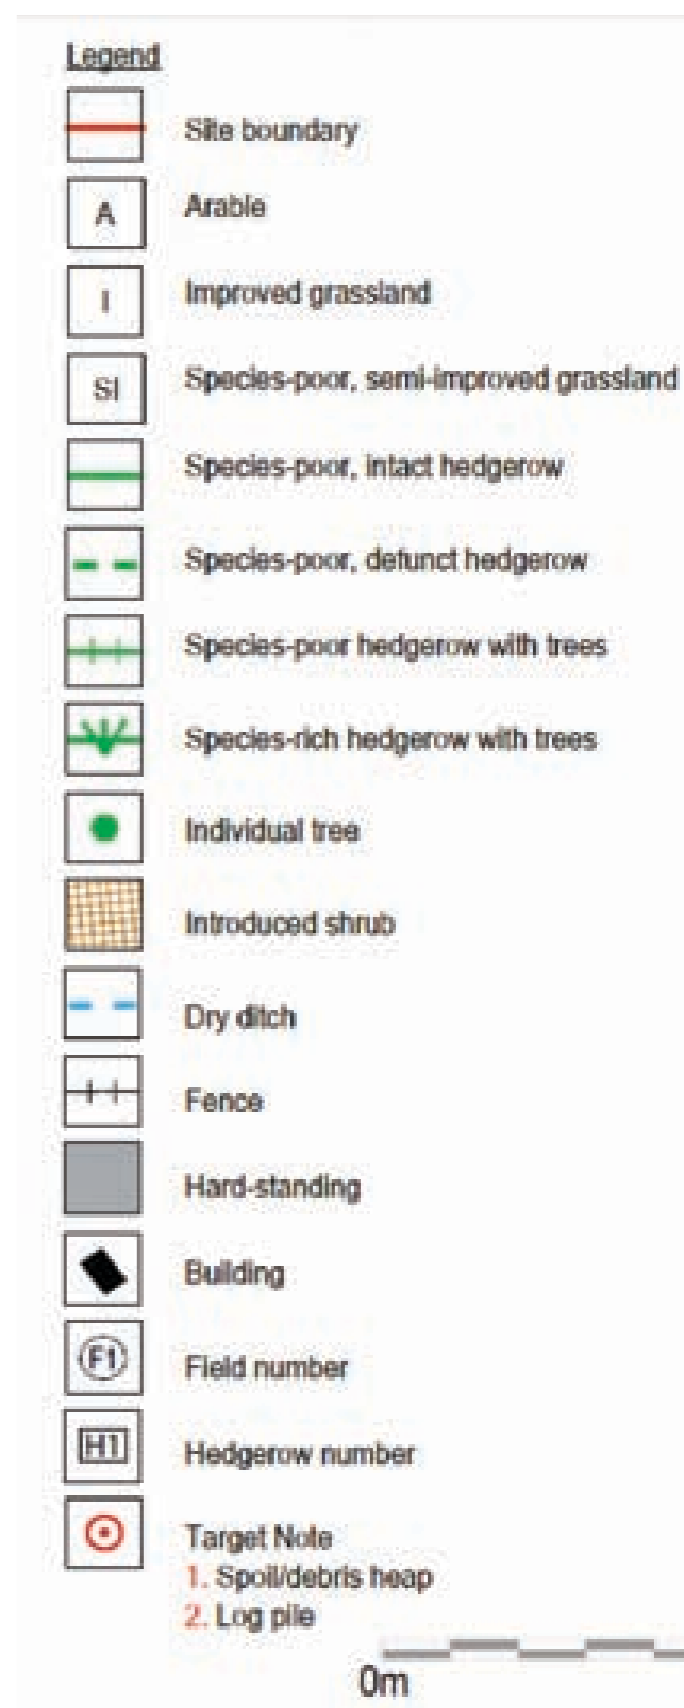 Legend
Site boundary
A Arable
I Improved grassland
SI Species-poor, semi-improved grassland
Species-poor, intact hedgerow
Species-poor, defunct hedgerow
Species-poor hedgerow with trees
Species-rich hedgerow with trees
Individual tree
Introduced shrub
Dry ditch
Fence
Hard-standing
Building
F1 Field number
H1 Hedgerow number
Target Note
1. Spoil/debris heap
2. Log pile
0m